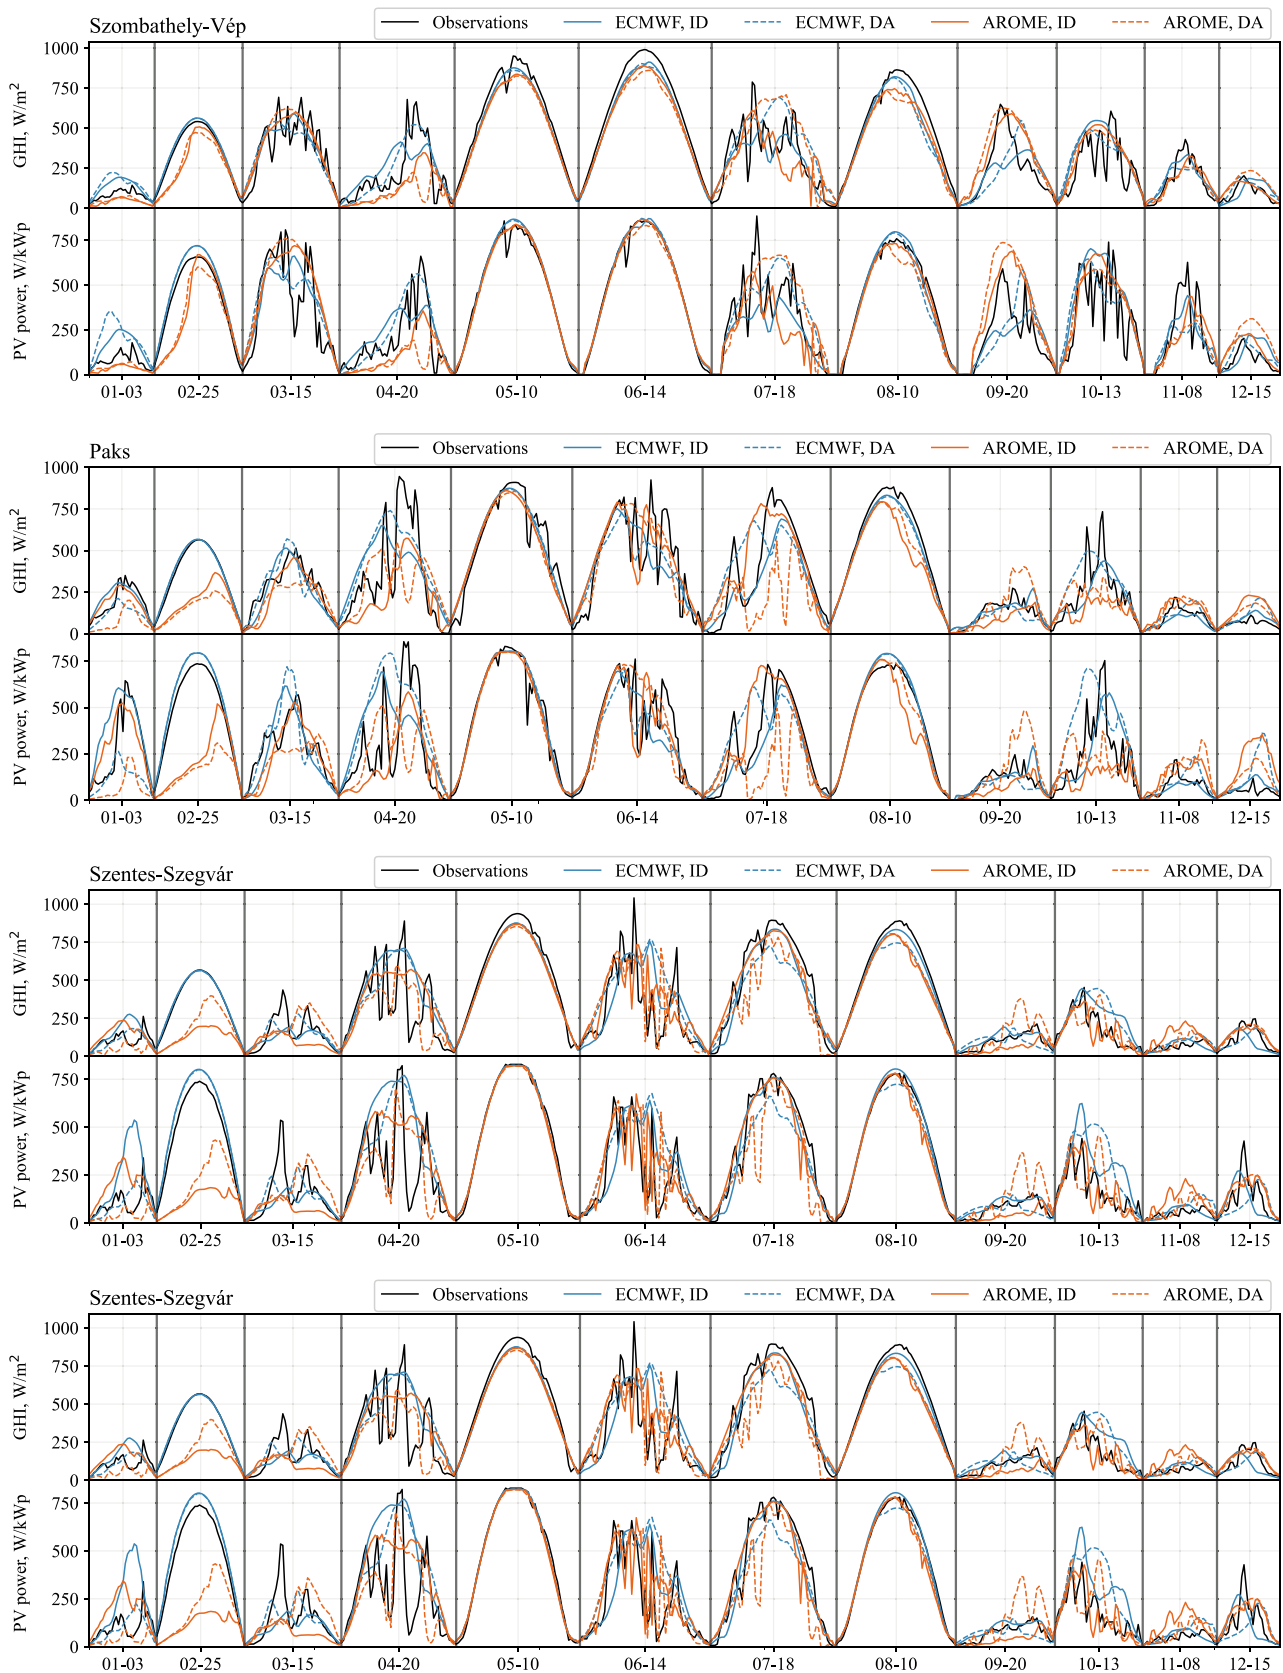 Szombathely-Vép
Observations ECMWF, ID ECMWF, DA AROME, ID AROME, DA
GHI, W/m²
1000
750
500
250
0
PV power, W/kWp
750
500
250
0
01-03 02-25 03-15 04-20 05-10 06-14 07-18 08-10 09-20 10-13 11-08 12-15
Paks
Observations ECMWF, ID ECMWF, DA AROME, ID AROME, DA
GHI, W/m²
1000
750
500
250
0
PV power, W/kWp
750
500
250
0
01-03 02-25 03-15 04-20 05-10 06-14 07-18 08-10 09-20 10-13 11-08 12-15
Szentes-Szegvár
Observations ECMWF, ID ECMWF, DA AROME, ID AROME, DA
GHI, W/m²
1000
750
500
250
0
PV power, W/kWp
750
500
250
0
01-03 02-25 03-15 04-20 05-10 06-14 07-18 08-10 09-20 10-13 11-08 12-15
Szentes-Szegvár
Observations ECMWF, ID ECMWF, DA AROME, ID AROME, DA
GHI, W/m²
1000
750
500
250
0
PV power, W/kWp
750
500
250
0
01-03 02-25 03-15 04-20 05-10 06-14 07-18 08-10 09-20 10-13 11-08 12-15